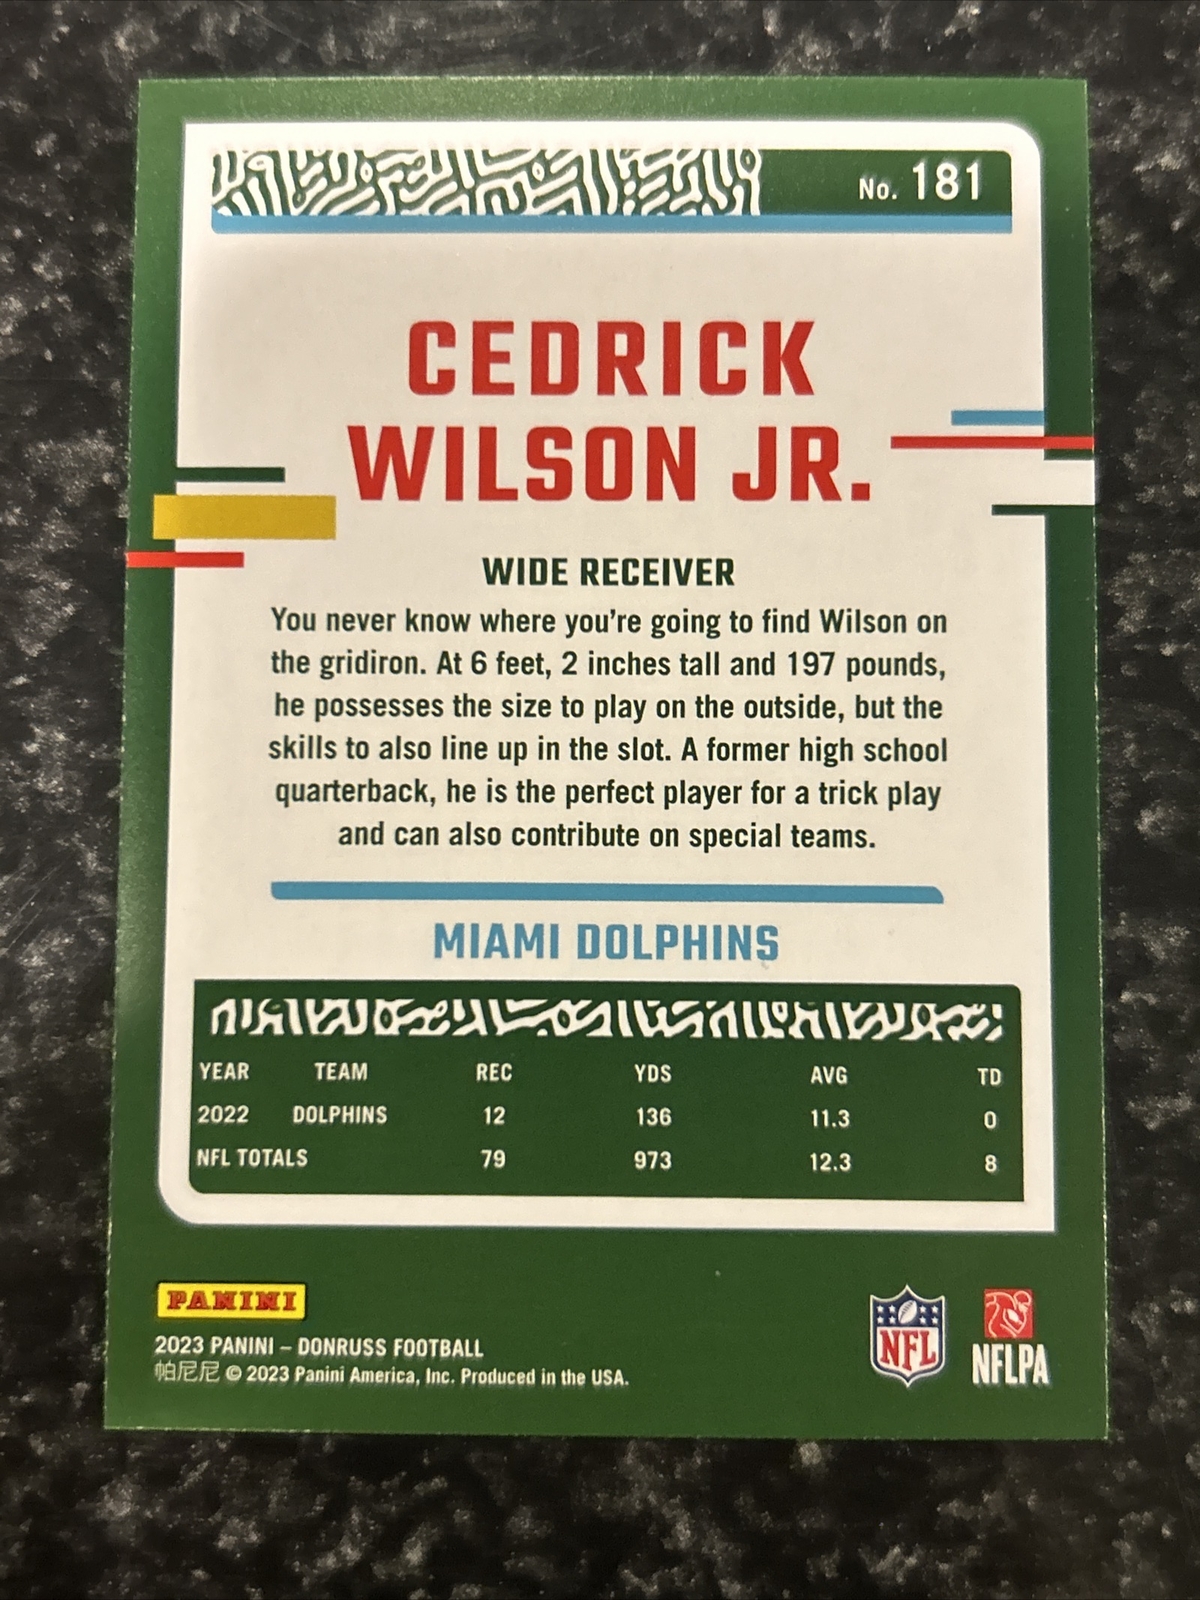 No. 181
CEDRICK
WILSON JR.
WIDE RECEIVER
You never know where you're going to find Wilson on
the gridiron. At 6 feet, 2 inches tall and 197 pounds,
he possesses the size to play on the outside, but the
skills to also line up in the slot. A former high school
quarterback, he is the perfect player for a trick play
and can also contribute on special teams.
MIAMI DOLPHINS
YEAR TEAM REC YDS AVG TD
2022 DOLPHINS 12 136 11.3 0
NFL TOTALS 79 973 12.3 8
PANINI
2023 PANINI – DONRUSS FOOTBALL
帕尼尼 © 2023 Panini America, Inc. Produced in the USA.
NFL
NFLPA